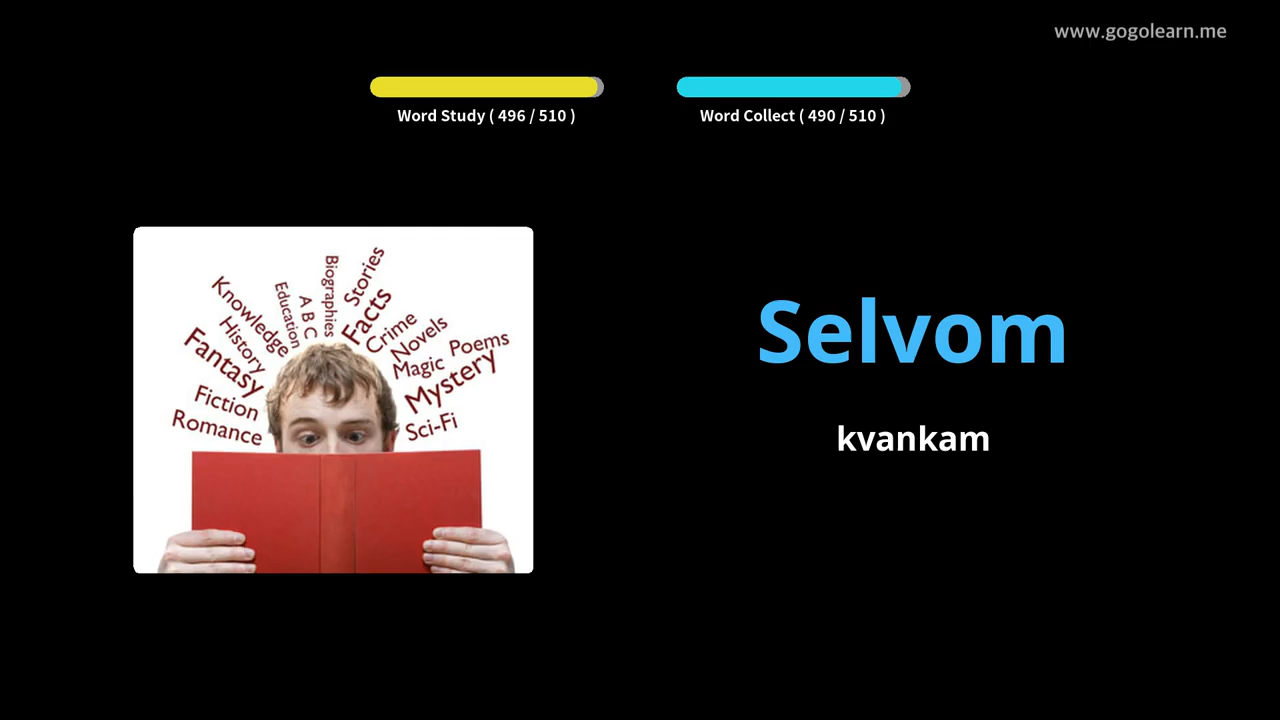 www.gogolearn.me
Word Study ( 496 / 510 )
Word Collect ( 490 / 510 )
Biographies
Stories
Education
A B C
Facts
Knowledge
Crime
History
Novels
Fantasy
Magic
Poems
Mystery
Fiction
Romance
Sci-Fi
Selvom
kvankam